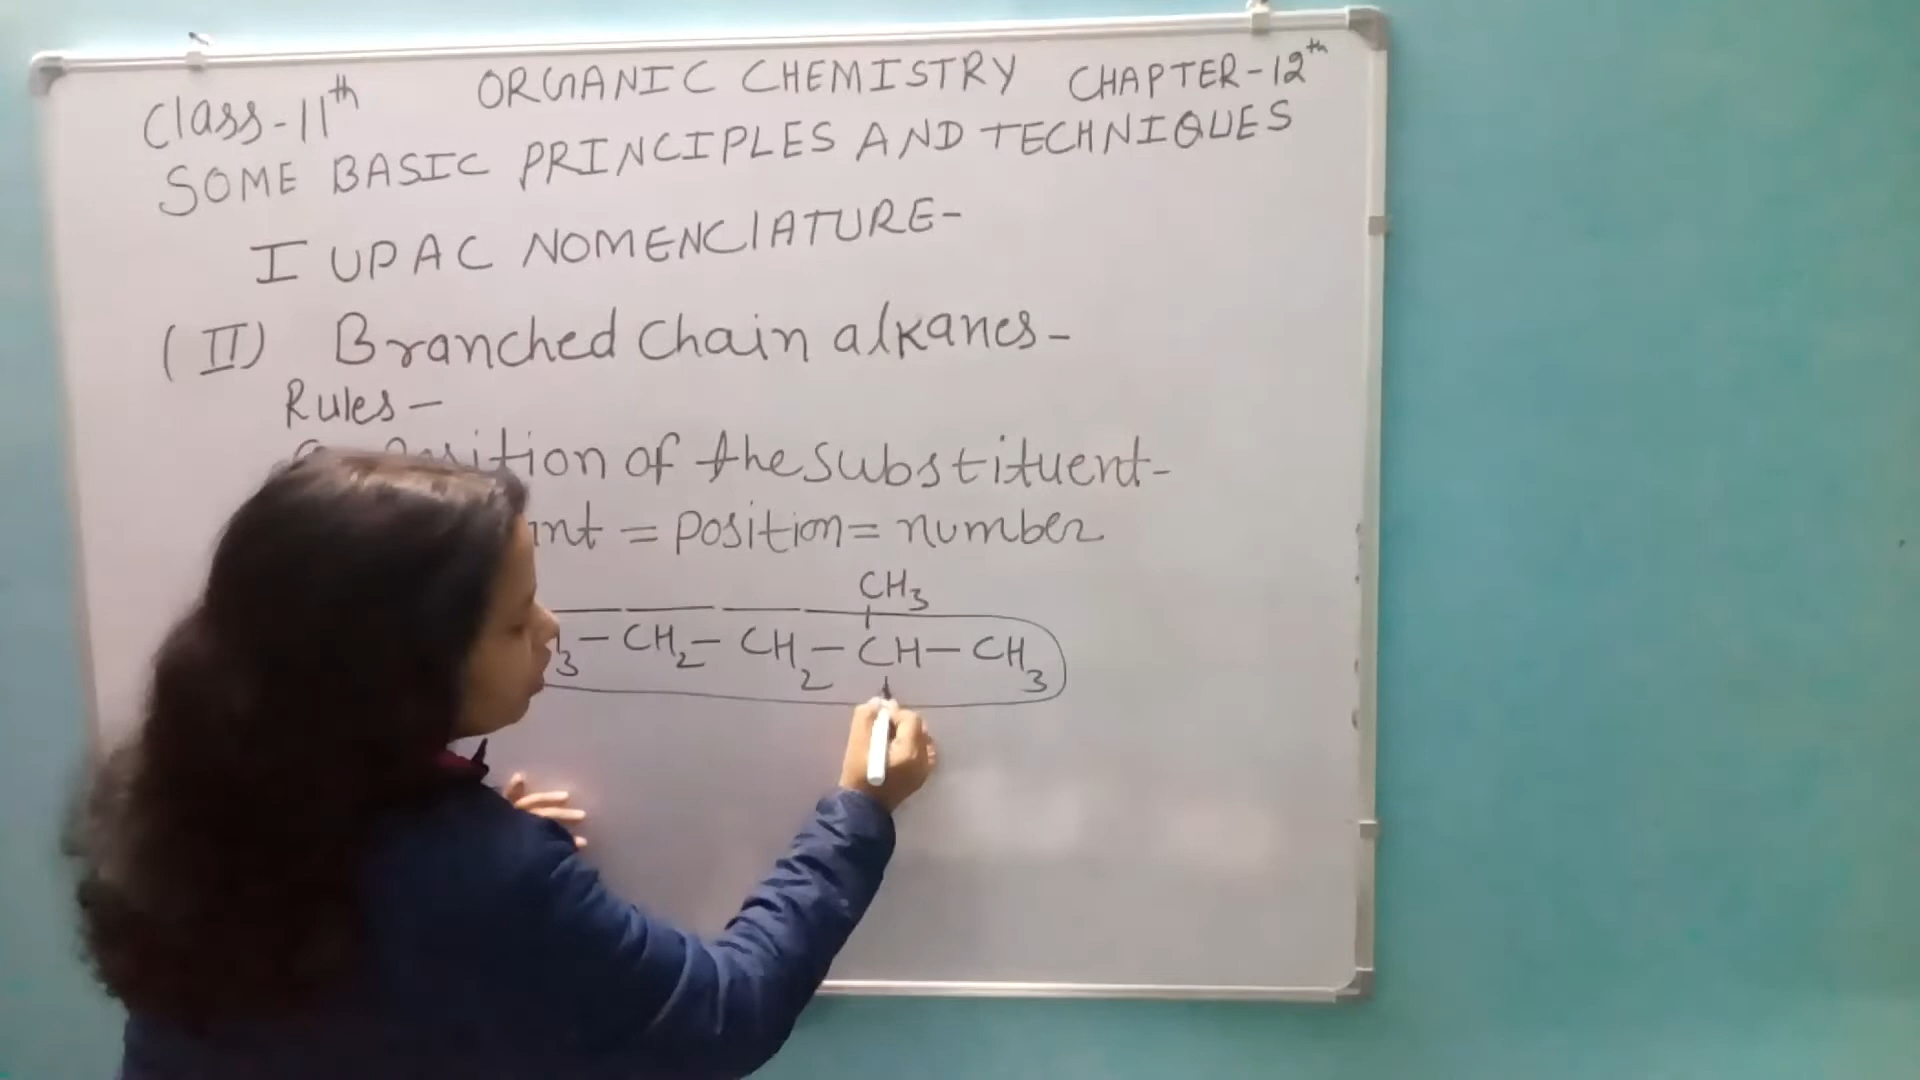 Class-11th ORGANIC CHEMISTRY CHAPTER-12th
SOME BASIC PRINCIPLES AND TECHNIQUES
IUPAC NOMENCLATURE-
(II) Branched chain alkanes-
Rules-
Position of the substituent-
= position = number
CH3
3-CH2-CH2-CH-CH3